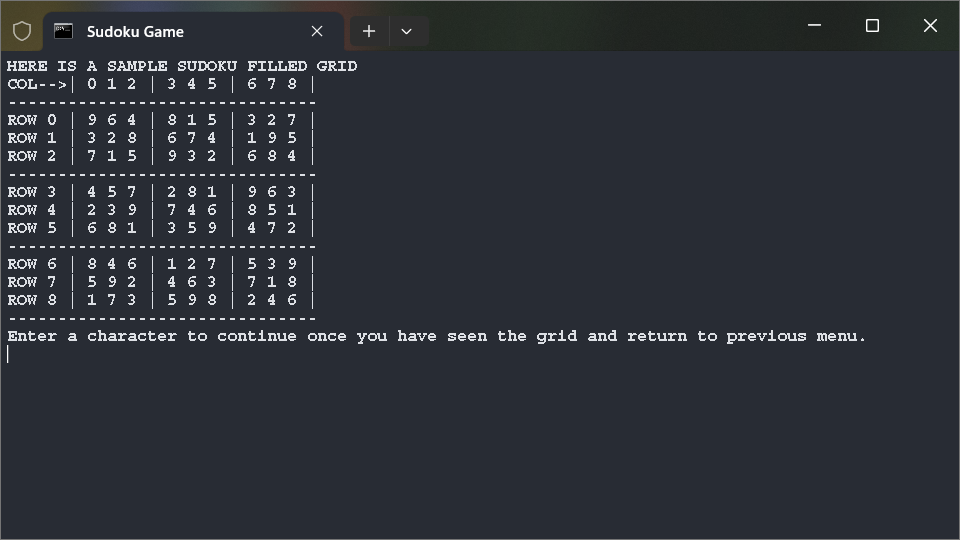 Sudoku Game
HERE IS A SAMPLE SUDOKU FILLED GRID
COL-->| 0 1 2 | 3 4 5 | 6 7 8 |
-------------------------------
ROW 0 | 9 6 4 | 8 1 5 | 3 2 7 |
ROW 1 | 3 2 8 | 6 7 4 | 1 9 5 |
ROW 2 | 7 1 5 | 9 3 2 | 6 8 4 |
-------------------------------
ROW 3 | 4 5 7 | 2 8 1 | 9 6 3 |
ROW 4 | 2 3 9 | 7 4 6 | 8 5 1 |
ROW 5 | 6 8 1 | 3 5 9 | 4 7 2 |
-------------------------------
ROW 6 | 8 4 6 | 1 2 7 | 5 3 9 |
ROW 7 | 5 9 2 | 4 6 3 | 7 1 8 |
ROW 8 | 1 7 3 | 5 9 8 | 2 4 6 |
-------------------------------
Enter a character to continue once you have seen the grid and return to previous menu.